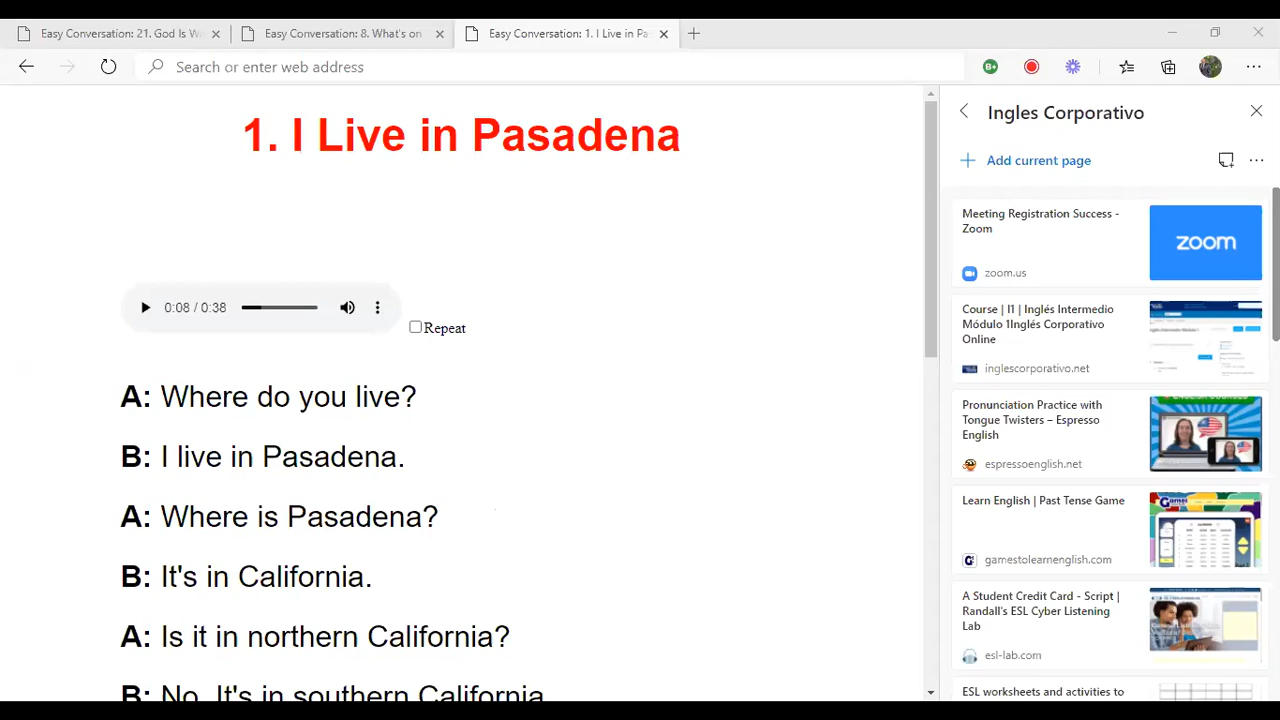 Easy Conversation: 21. God Is W
Easy Conversation: 8. What's on
Easy Conversation: 1. I Live in Pa
Search or enter web address
1. I Live in Pasadena
0:08 / 0:38
Repeat
A: Where do you live?
B: I live in Pasadena.
A: Where is Pasadena?
B: It's in California.
A: Is it in northern California?
B: No. It's in southern California.
Ingles Corporativo
Add current page
Meeting Registration Success -
Zoom
zoom.us
zoom
Course | I1 | Inglés Intermedio
Módulo 1Inglés Corporativo
Online
inglescorporativo.net
Pronunciation Practice with
Tongue Twisters – Espresso
English
espressoenglish.net
Learn English | Past Tense Game
gamestolearnenglish.com
A Student Credit Card - Script |
Randall's ESL Cyber Listening
Lab
esl-lab.com
ESL worksheets and activities to